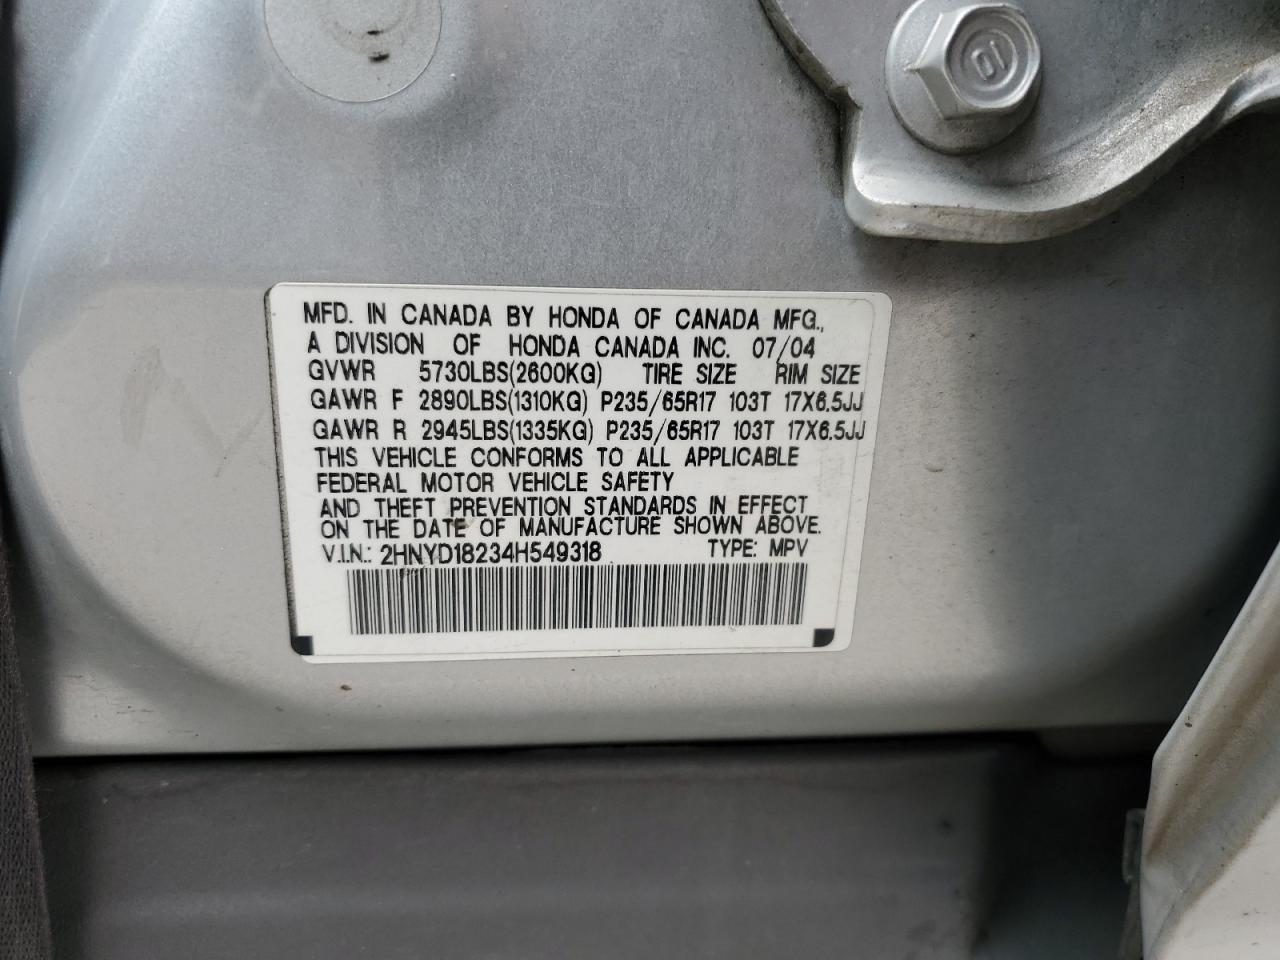 MFD. IN CANADA BY HONDA OF CANADA MFG.,
A DIVISION OF HONDA CANADA INC. 07/04
GVWR 5730LBS(2600KG) TIRE SIZE RIM SIZE
GAWR F 2890LBS(1310KG) P235/65R17 103T 17X6.5JJ
GAWR R 2945LBS(1335KG) P235/65R17 103T 17X6.5JJ
THIS VEHICLE CONFORMS TO ALL APPLICABLE
FEDERAL MOTOR VEHICLE SAFETY
AND THEFT PREVENTION STANDARDS IN EFFECT
ON THE DATE OF MANUFACTURE SHOWN ABOVE.
V.I.N.: 2HNYD18234H549318 TYPE: MPV